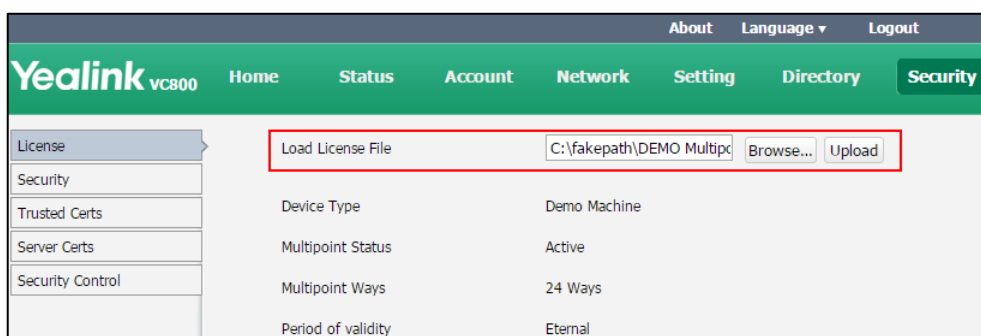 About Language ▾ Logout
Yealink VC800 Home Status Account Network Setting Directory Security
License
Load License File C:\fakepath\DEMO Multipc Browse... Upload
Security
Trusted Certs Device Type Demo Machine
Server Certs Multipoint Status Active
Security Control Multipoint Ways 24 Ways
Period of validity Eternal